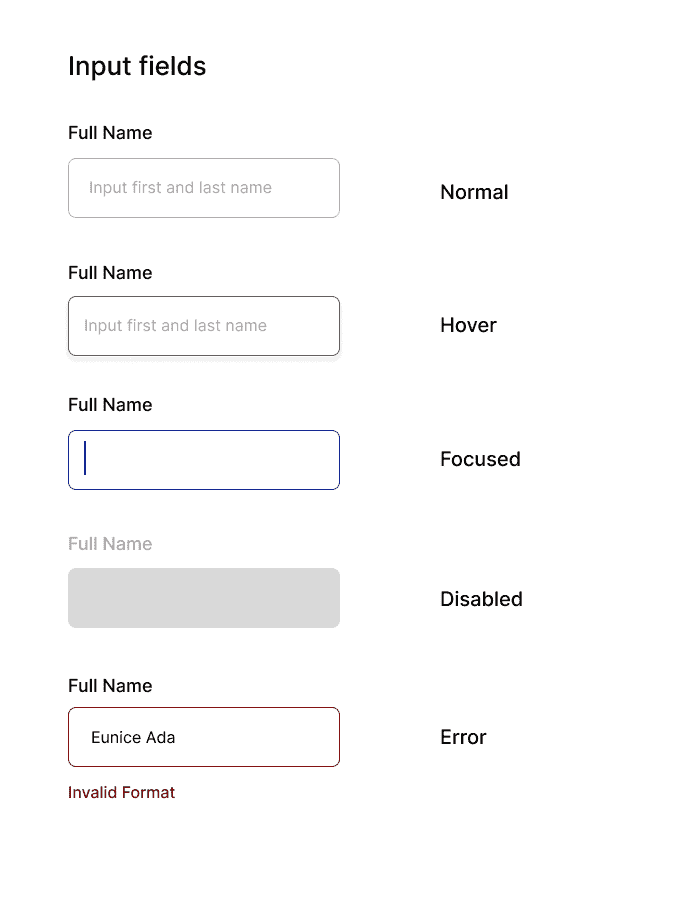 Input fields
Full Name
Input first and last name
Normal
Full Name
Input first and last name
Hover
Full Name
Focused
Full Name
Disabled
Full Name
Eunice Ada
Error
Invalid Format